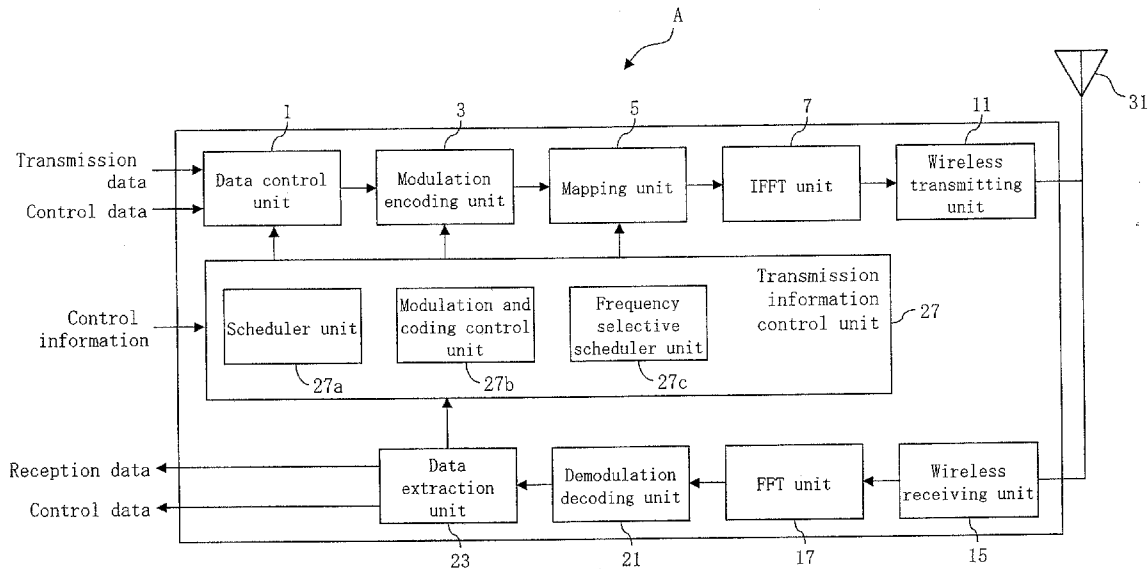 A
31
1
3
5
7
11
Transmission
data
Control data
Data control
unit
Modulation
encoding unit
Mapping unit
IFFT unit
Wireless
transmitting
unit
Control
information
Scheduler unit
27a
Modulation and
coding control
unit
27b
Frequency
selective
scheduler unit
27c
Transmission
information
control unit
27
Reception data
Control data
Data
extraction
unit
23
Demodulation
decoding unit
21
FFT unit
17
Wireless
receiving unit
15